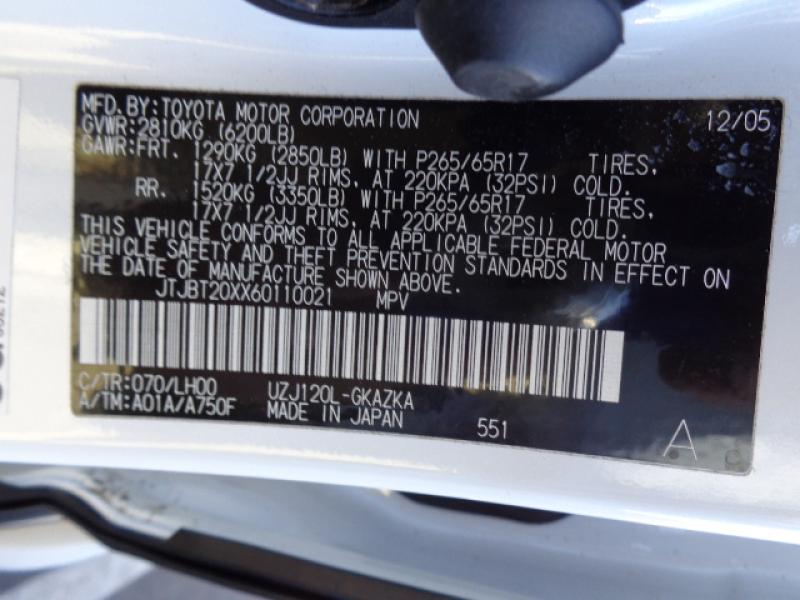 MFD.BY:TOYOTA MOTOR CORPORATION 12/05
GVWR:2810KG (6200LB)
GAWR:FRT. 1290KG (2850LB) WITH P265/65R17 TIRES,
17X7 1/2JJ RIMS, AT 220KPA (32PSI) COLD.
RR. 1520KG (3350LB) WITH P265/65R17 TIRES,
17X7 1/2JJ RIMS, AT 220KPA (32PSI) COLD.
THIS VEHICLE CONFORMS TO ALL APPLICABLE FEDERAL MOTOR
VEHICLE SAFETY AND THEFT PREVENTION STANDARDS IN EFFECT ON
THE DATE OF MANUFACTURE SHOWN ABOVE.
JTJBT20XX60110021 MPV
C/TR:070/LH00 UZJ120L-GKAZKA
A/TM:A01A/A750F MADE IN JAPAN 551
A